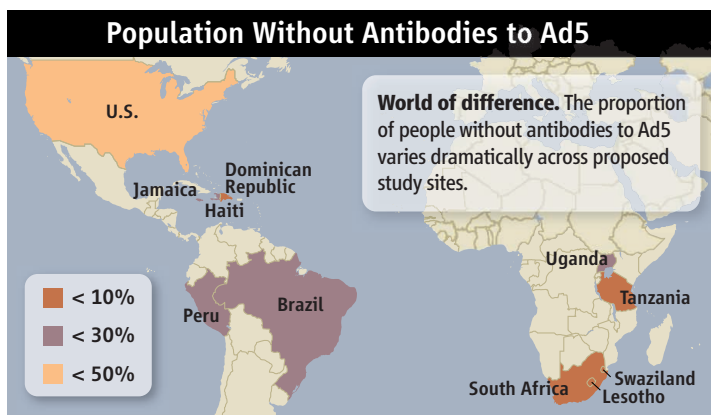 Population Without Antibodies to Ad5
World of difference. The proportion
of people without antibodies to Ad5
varies dramatically across proposed
study sites.
U.S.
Dominican
Republic
Jamaica
Haiti
Uganda
Tanzania
Peru
Brazil
South Africa
Swaziland
Lesotho
< 10%
< 30%
< 50%